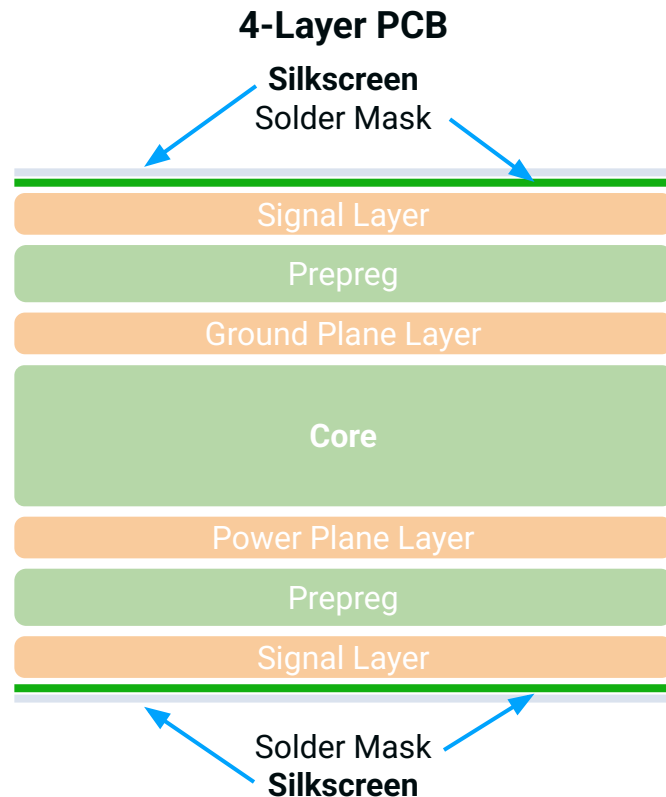 4-Layer PCB
Silkscreen
Solder Mask
Signal Layer
Prepreg
Ground Plane Layer
Core
Power Plane Layer
Prepreg
Signal Layer
Solder Mask
Silkscreen